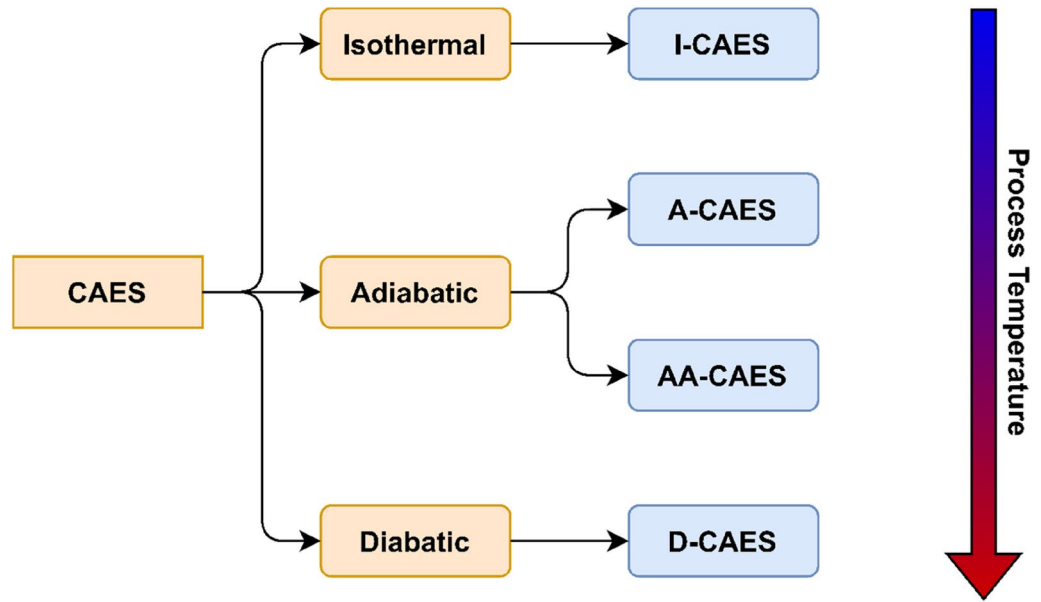 Isothermal
I-CAES
A-CAES
CAES
Adiabatic
AA-CAES
Diabatic
D-CAES
Process Temperature